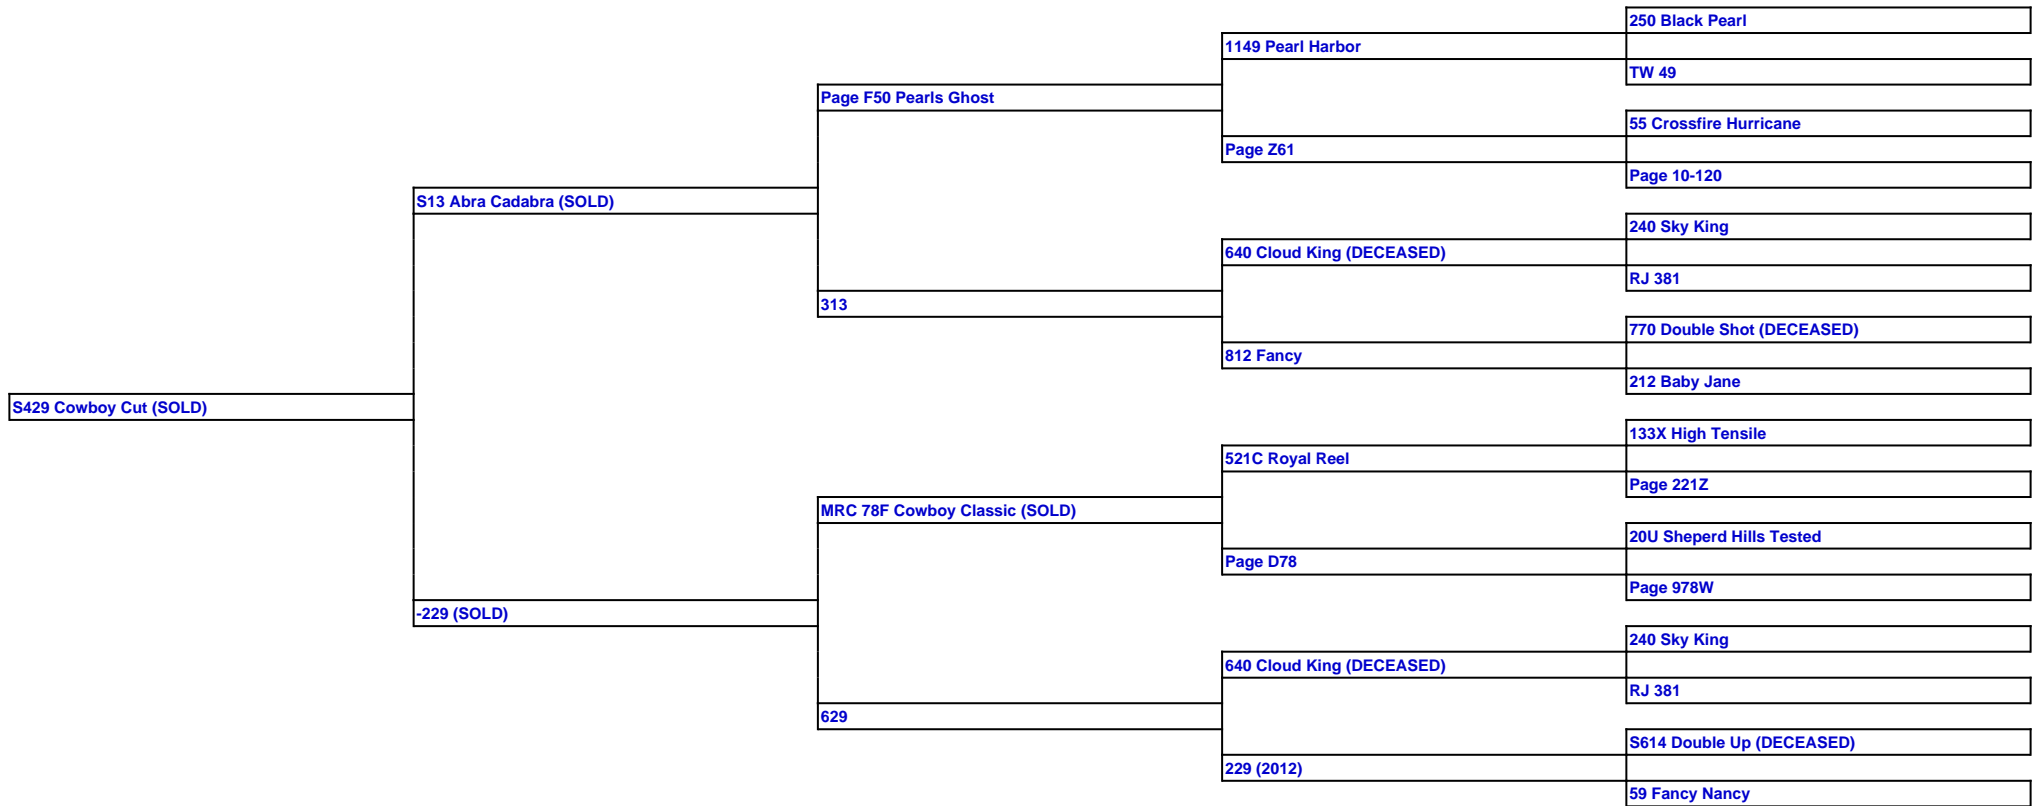 250 Black Pearl
1149 Pearl Harbor
TW 49
Page F50 Pearls Ghost
55 Crossfire Hurricane
Page Z61
Page 10-120
S13 Abra Cadabra (SOLD)
240 Sky King
640 Cloud King (DECEASED)
RJ 381
313
770 Double Shot (DECEASED)
812 Fancy
212 Baby Jane
S429 Cowboy Cut (SOLD)
133X High Tensile
521C Royal Reel
Page 221Z
MRC 78F Cowboy Classic (SOLD)
20U Sheperd Hills Tested
Page D78
Page 978W
-229 (SOLD)
240 Sky King
640 Cloud King (DECEASED)
RJ 381
629
S614 Double Up (DECEASED)
229 (2012)
59 Fancy Nancy